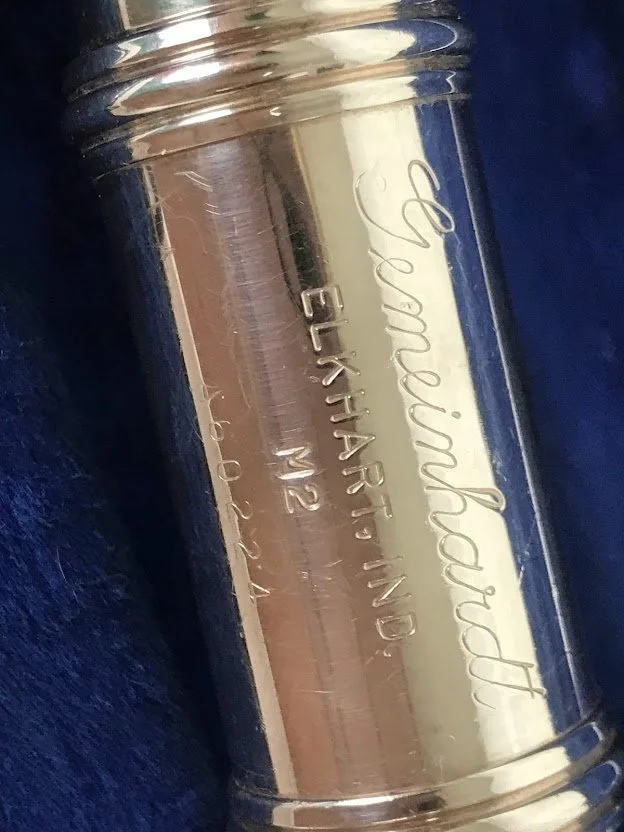 Gemeinhardt
ELKHART, IND.
M2